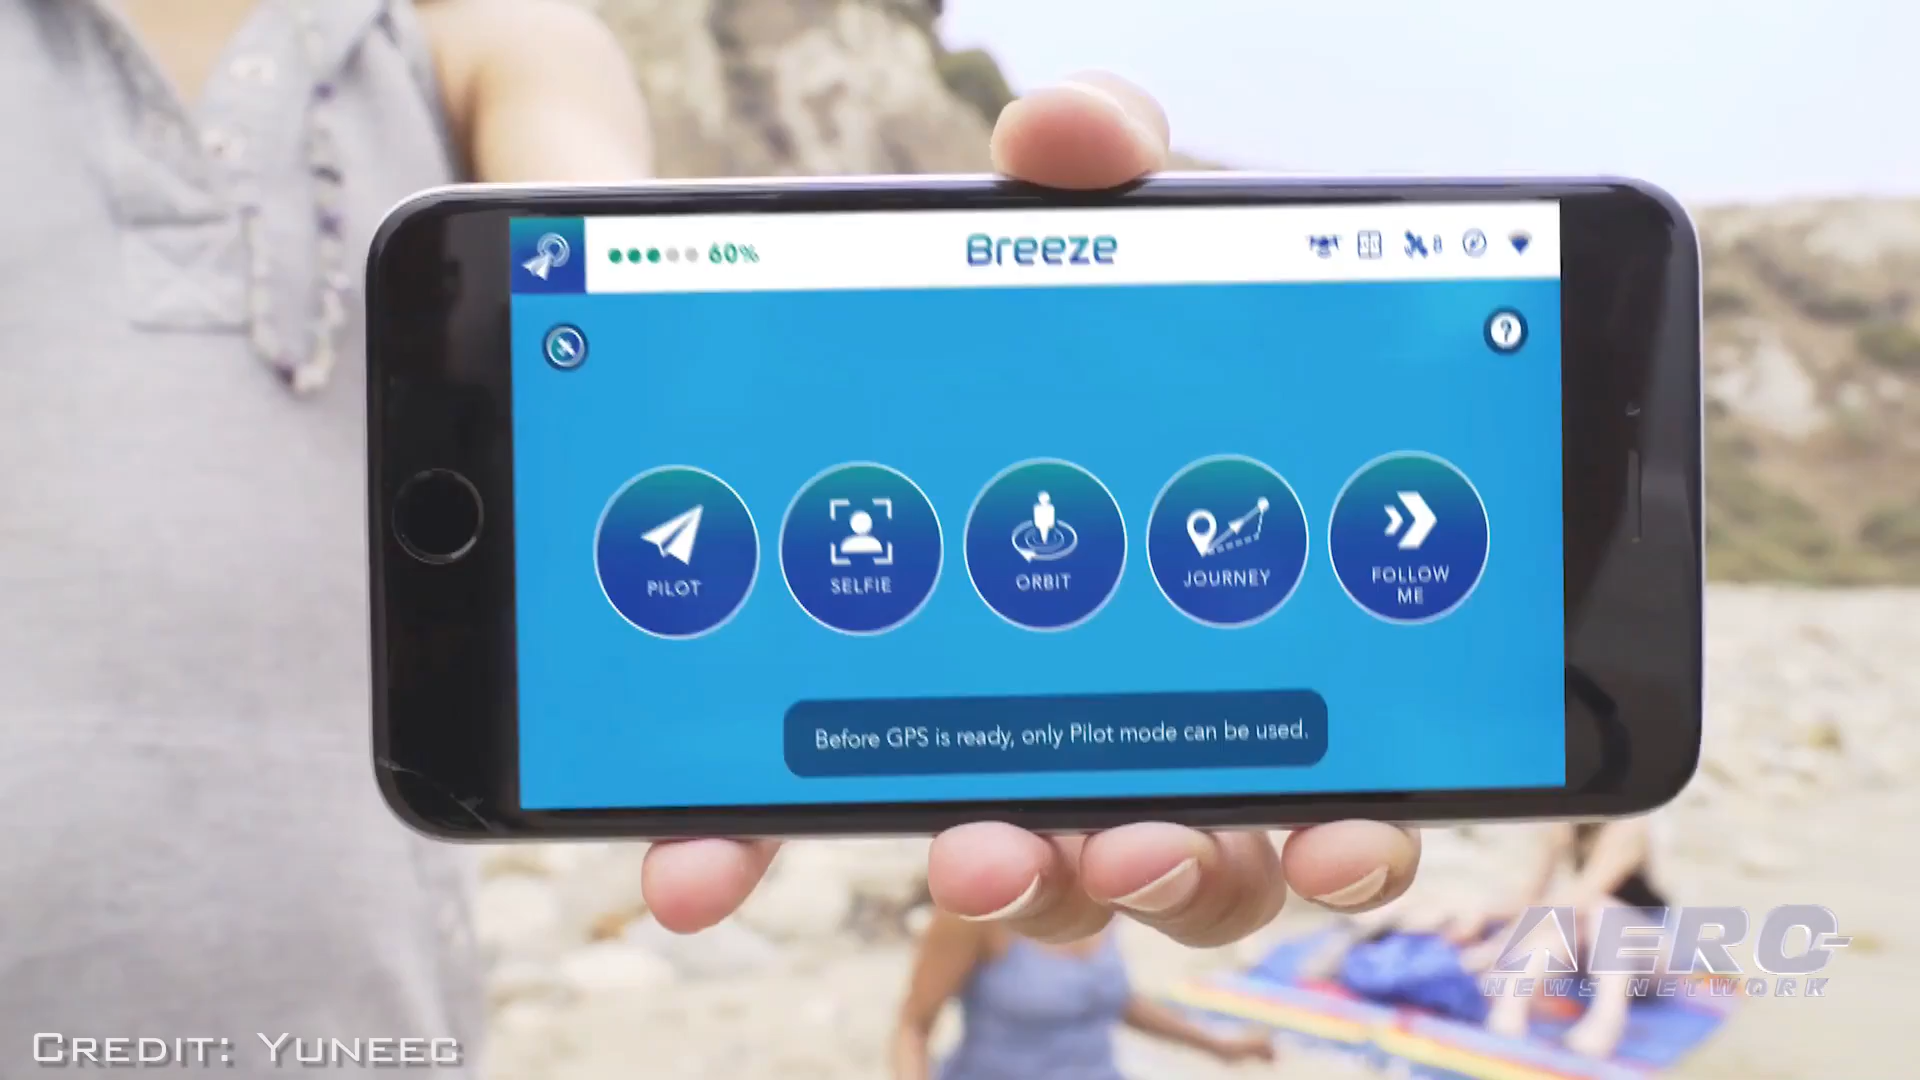 60%
Breeze
8
?
PILOT
SELFIE
ORBIT
JOURNEY
FOLLOW
ME
Before GPS is ready, only Pilot mode can be used.
AERO
NEWS NETWORK
CREDIT: YUNEEC